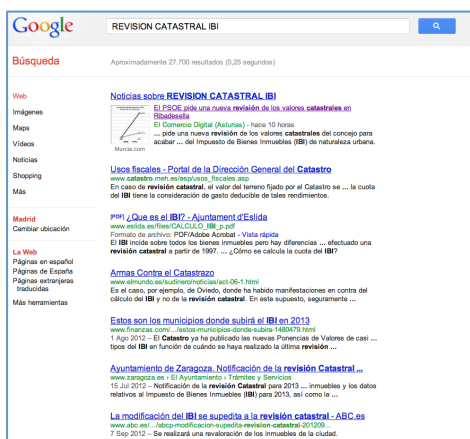 Google
REVISION CATASTRAL IBI
Búsqueda
Aproximadamente 27.700 resultados (0,25 segundos)
Web
Imágenes
Maps
Vídeos
Noticias
Shopping
Más
Madrid
Cambiar ubicación
La Web
Páginas en español
Páginas de España
Páginas extranjeras
traducidas
Más herramientas
Noticias sobre REVISION CATASTRAL IBI
El PSOE pide una nueva revisión de los valores catastrales en
Ribadesella
El Comercio Digital (Asturias) - hace 10 horas
... pide una nueva revisión de los valores catastrales del concejo para
acabar ... del Impuesto de Bienes Inmuebles (IBI) de naturaleza urbana.
Murcia.com
Usos fiscales - Portal de la Dirección General del Catastro
www.catastro.meh.es/esp/usos_fiscales.asp
En caso de revisión catastral, el valor del terreno fijado por el Catastro se ... la cuota
del IBI tiene la consideración de gasto deducible de tales rendimientos.
[PDF] ¿Que es el IBI? - Ajuntament d'Eslida
www.eslida.es/files/CALCULO_IBI_p.pdf
Formato de archivo: PDF/Adobe Acrobat - Vista rápida
El IBI incide sobre todos los bienes inmuebles pero hay diferencias ... efectuado una
revisión catastral a partir de 1997. ... ¿Cómo se calcula la cuota del IBI?
Armas Contra el Catastrazo
www.elmundo.es/sudinero/noticias/act-06-1.html
Es el caso, por ejemplo, de Oviedo, donde ha habido manifestaciones en contra del
cálculo del IBI y no de la revisión catastral. En este supuesto, seguramente ...
Estos son los municipios donde subirá el IBI en 2013
www.finanzas.com/.../estos-municipios-donde-subira-1480479.html
1 Ago 2012 – El Catastro ya ha publicado las nuevas Ponencias de Valores de casi ...
tipos del IBI en función de cuándo se haya realizado la última revisión ...
Ayuntamiento de Zaragoza. Notificación de la revisión Catastral ...
www.zaragoza.es › El Ayuntamiento › Trámites y Servicios
15 Jul 2012 – Notificación de la revisión Catastral para 2013 ... inmuebles y los datos
relativos al Impuesto de Bienes Inmuebles (IBI) para 2013, así como la ...
La modificación del IBI se supedita a la revisión catastral - ABC.es
www.abc.es/.../abcp-modificacion-supedita-revision-catastral-201209...
7 Sep 2012 – Se realizará una revaloración de los inmuebles de la ciudad.